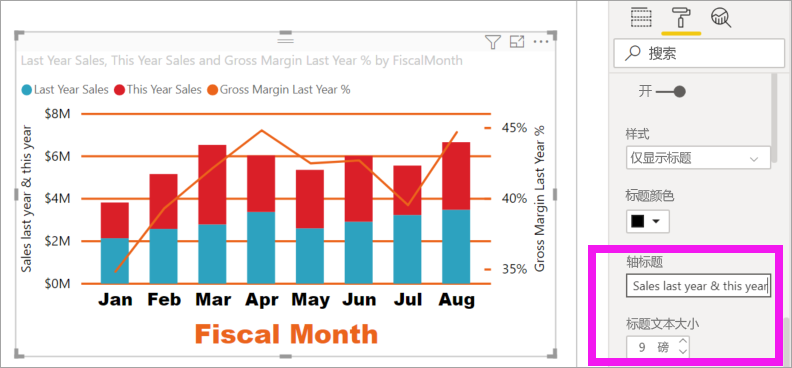 Last Year Sales, This Year Sales and Gross Margin Last Year % by FiscalMonth
Last Year Sales This Year Sales Gross Margin Last Year %
Sales last year & this year
$8M
$6M
$4M
$2M
$0M
45%
40%
35%
Gross Margin Last Year %
Jan Feb Mar Apr May Jun Jul Aug
Fiscal Month
搜索
开
样式
仅显示标题
标题颜色
轴标题
Sales last year & this year
标题文本大小
9 磅